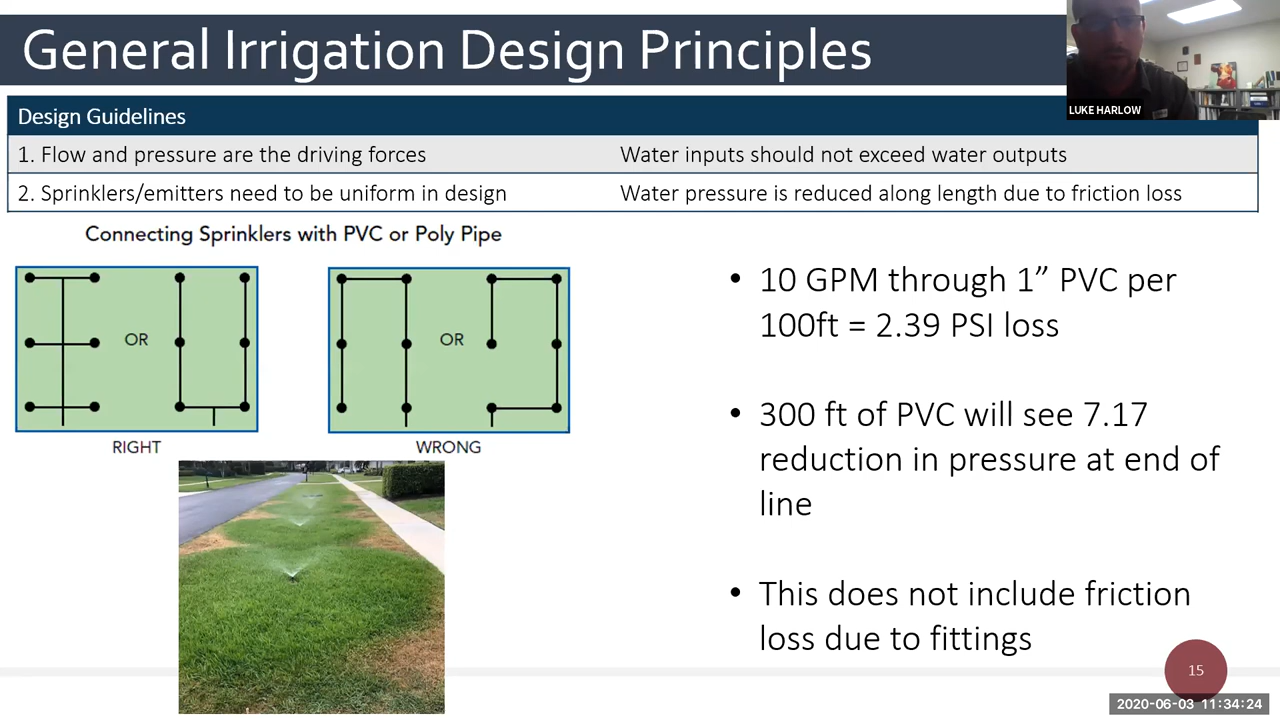 General Irrigation Design Principles
LUKE HARLOW
Design Guidelines
1. Flow and pressure are the driving forces
Water inputs should not exceed water outputs
2. Sprinklers/emitters need to be uniform in design
Water pressure is reduced along length due to friction loss
Connecting Sprinklers with PVC or Poly Pipe
OR
OR
RIGHT
WRONG
• 10 GPM through 1” PVC per
100ft = 2.39 PSI loss
• 300 ft of PVC will see 7.17
reduction in pressure at end of
line
• This does not include friction
loss due to fittings
15
2020-06-03 11:34:24